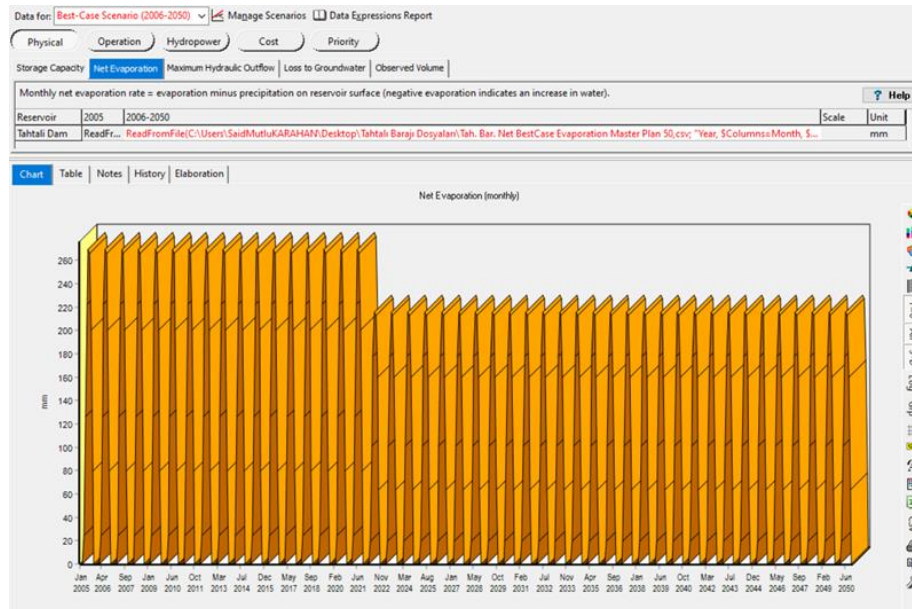 Data for: Best-Case Scenario (2006-2050) Manage Scenarios Data Expressions Report
Physical Operation Hydropower Cost Priority
Storage Capacity Net Evaporation Maximum Hydraulic Outflow Loss to Groundwater Observed Volume
Monthly net evaporation rate = evaporation minus precipitation on reservoir surface (negative evaporation indicates an increase in water). ? Help
Reservoir 2005 2006-2050 Scale Unit
Tahtali Dam ReadFr... ReadFromFile(C:\Users\SaidMutluKARAHAN\Desktop\Tahtalı Barajı Dosyaları\Tah. Bar. Net BestCase Evaporation Master Plan 50,csv; "Year, $Columns=Month, $... mm
Chart Table Notes History Elaboration
Net Evaporation (monthly)
260
240
220
200
180
160
140
120
100
80
60
40
20
0
mm
Jan Apr Sep Jan Jun Oct Mar Jul Dec May Sep Feb Jun Nov Mar Aug Jan May Oct Feb Jul Nov Apr Sep Jan Jun Oct Mar Jul Dec May Sep Feb Jun
2005 2006 2007 2009 2010 2011 2013 2014 2015 2017 2018 2020 2021 2022 2024 2025 2027 2028 2029 2031 2032 2033 2035 2036 2038 2039 2040 2042 2043 2044 2046 2047 2049 2050